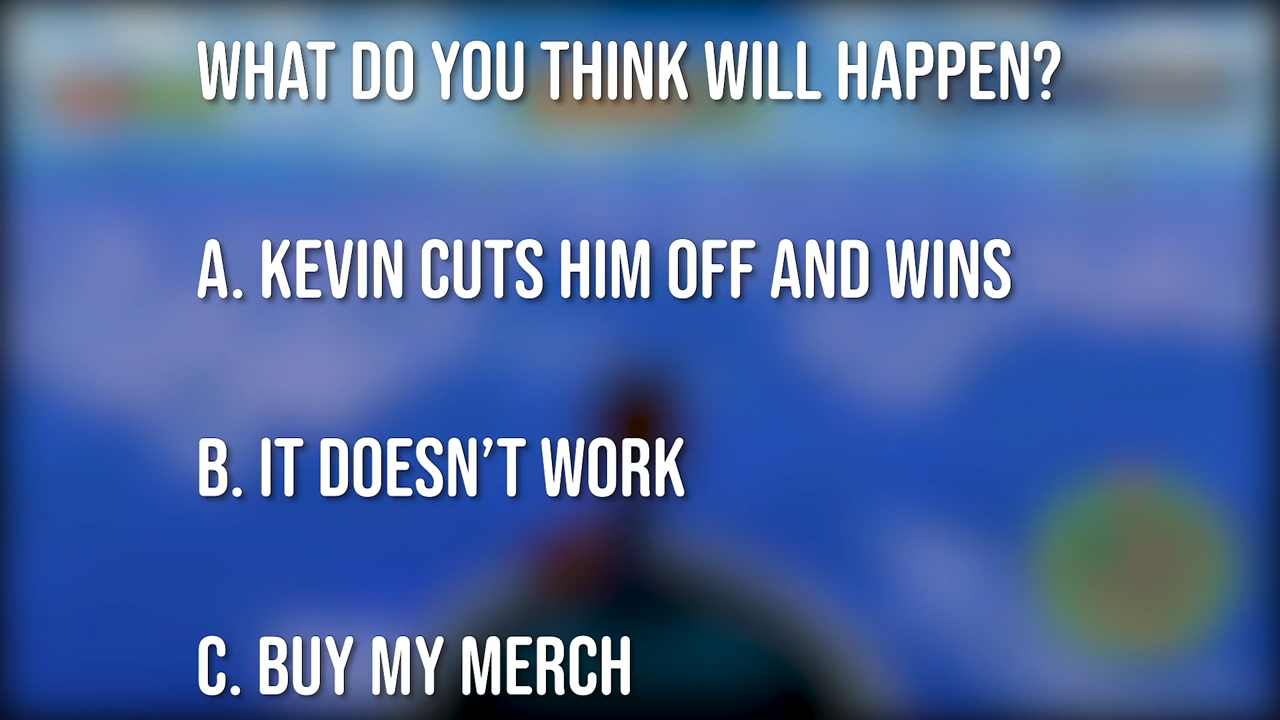 WHAT DO YOU THINK WILL HAPPEN?
A. KEVIN CUTS HIM OFF AND WINS
B. IT DOESN’T WORK
C. BUY MY MERCH